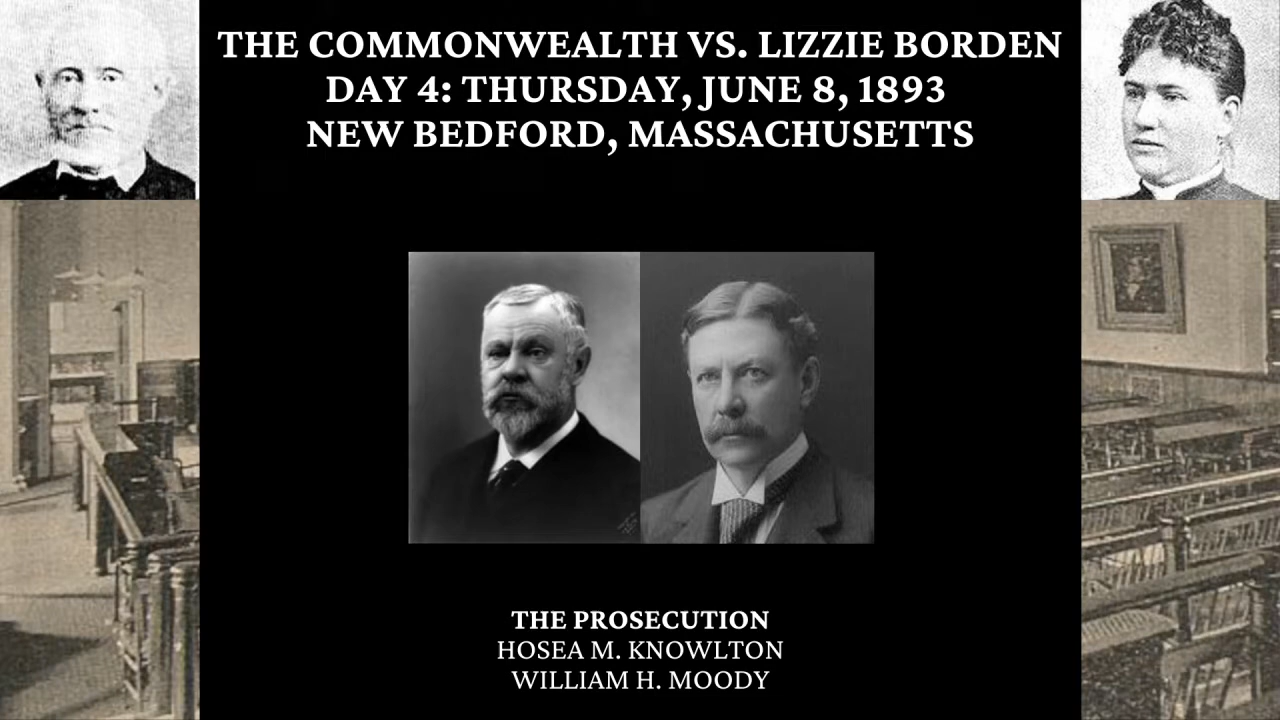 THE COMMONWEALTH VS. LIZZIE BORDEN
DAY 4: THURSDAY, JUNE 8, 1893
NEW BEDFORD, MASSACHUSETTS
THE PROSECUTION
HOSEA M. KNOWLTON
WILLIAM H. MOODY